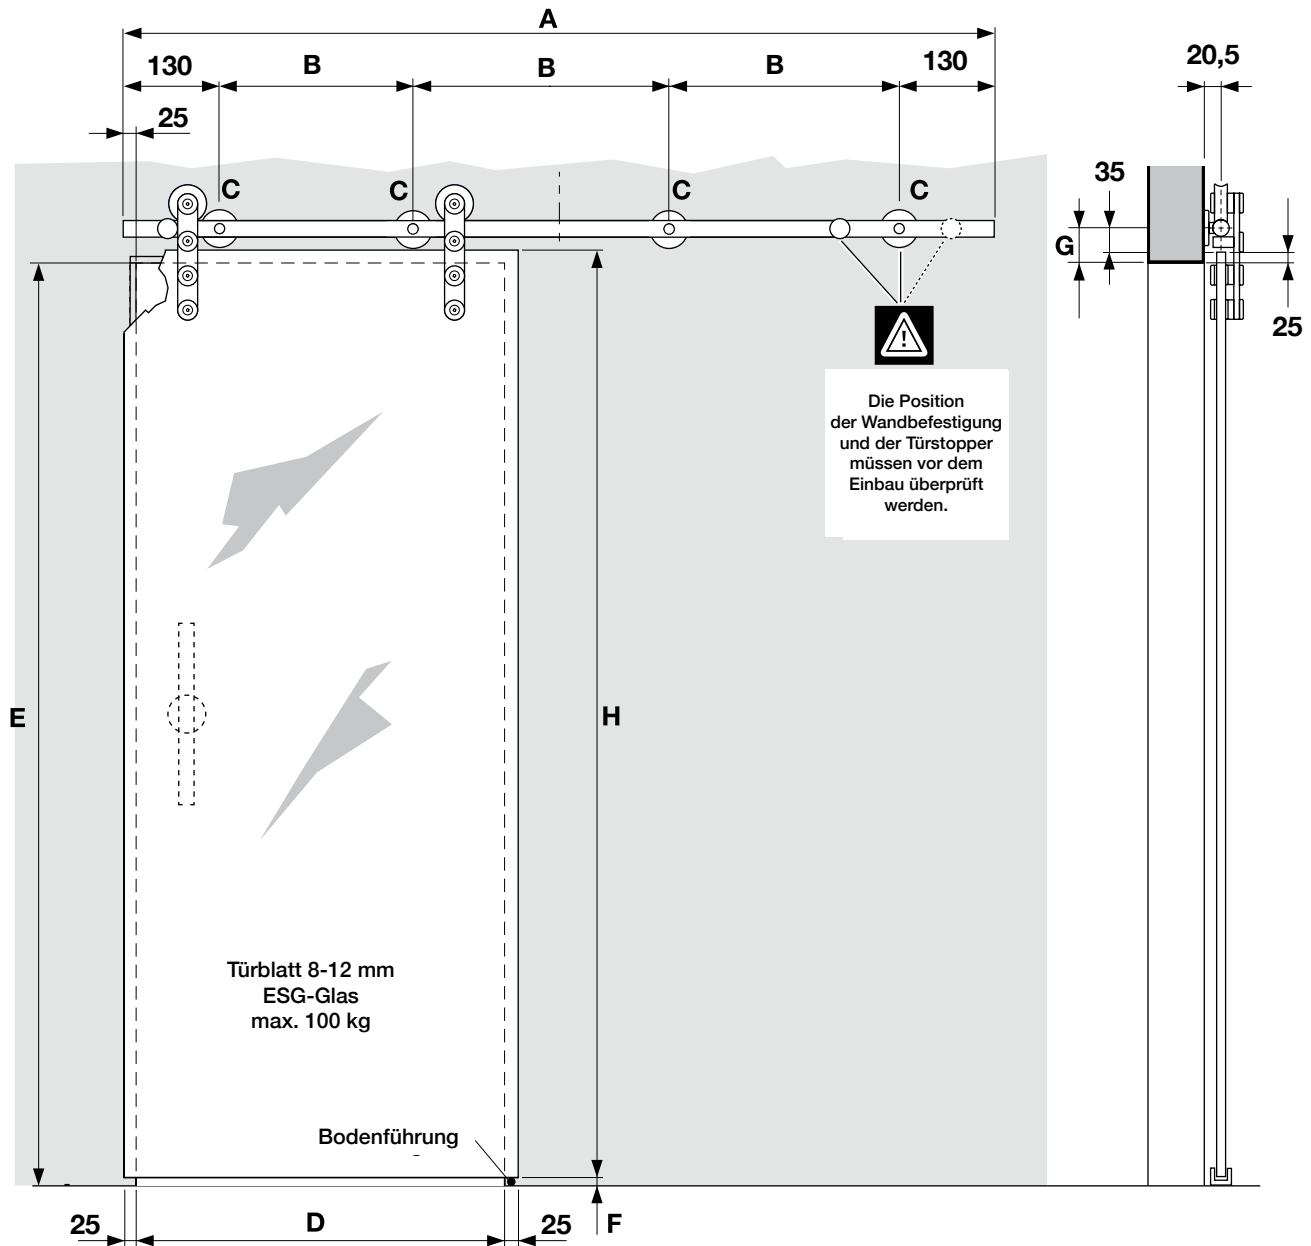 A
130
B
B
B
130
20,5
25
35
C
C
C
C
G
25
!
Die Position
der Wandbefestigung
und der Türstopper
müssen vor dem
Einbau überprüft
werden.
E
H
Türblatt 8-12 mm
ESG-Glas
max. 100 kg
Bodenführung
25
D
25
F